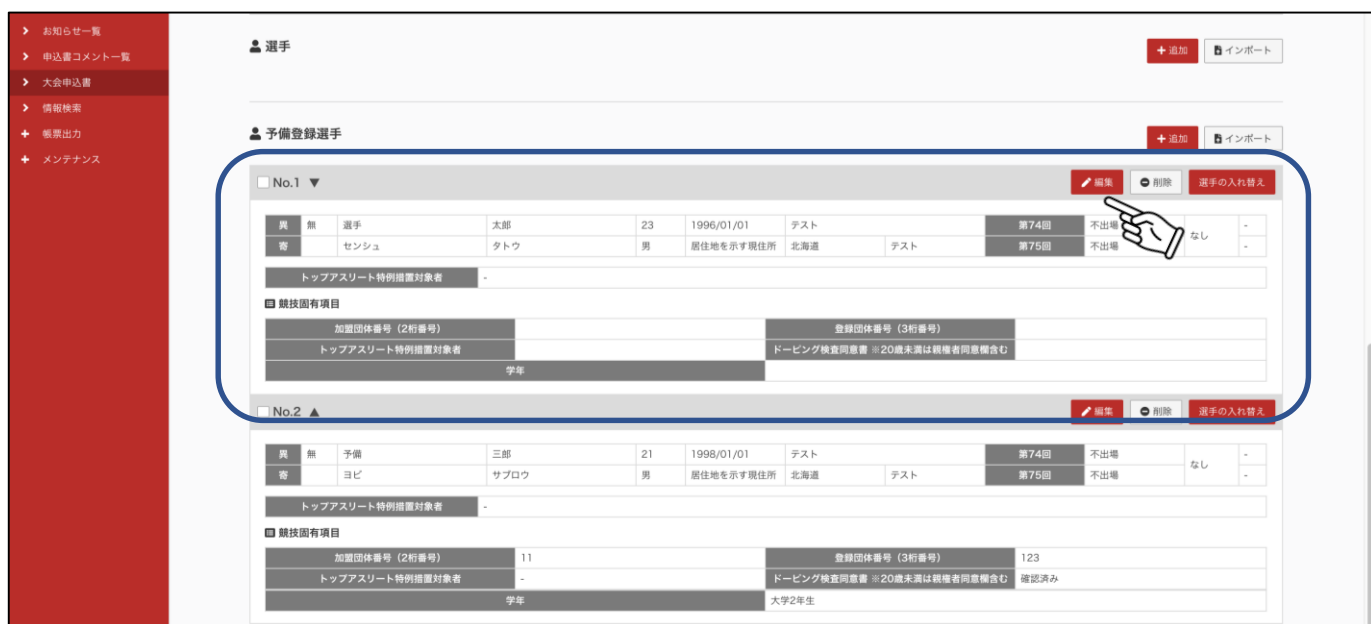 お知らせ一覧
申込書コメント一覧
大会申込書
情報検索
帳票出力
メンテナンス
選手
追加 インポート
予備登録選手
追加 インポート
No.1 ▼ 編集 削除 選手の入れ替え
異 無 選手 太郎 23 1996/01/01 テスト 第74回 不出場 なし -
寄 センシュ タトウ 男 居住地を示す現住所 北海道 テスト 第75回 不出場 -
トップアスリート特例措置対象者 -
競技固有項目
加盟団体番号（2桁番号） 登録団体番号（3桁番号）
トップアスリート特例措置対象者 ドーピング検査同意書 ※20歳未満は親権者同意欄含む
学年
No.2 ▲ 編集 削除 選手の入れ替え
異 無 予備 三郎 21 1998/01/01 テスト 第74回 不出場 なし -
寄 ヨビ サブロウ 男 居住地を示す現住所 北海道 テスト 第75回 不出場 -
トップアスリート特例措置対象者 -
競技固有項目
加盟団体番号（2桁番号） 11 登録団体番号（3桁番号） 123
トップアスリート特例措置対象者 - ドーピング検査同意書 ※20歳未満は親権者同意欄含む 確認済み
学年 大学2年生